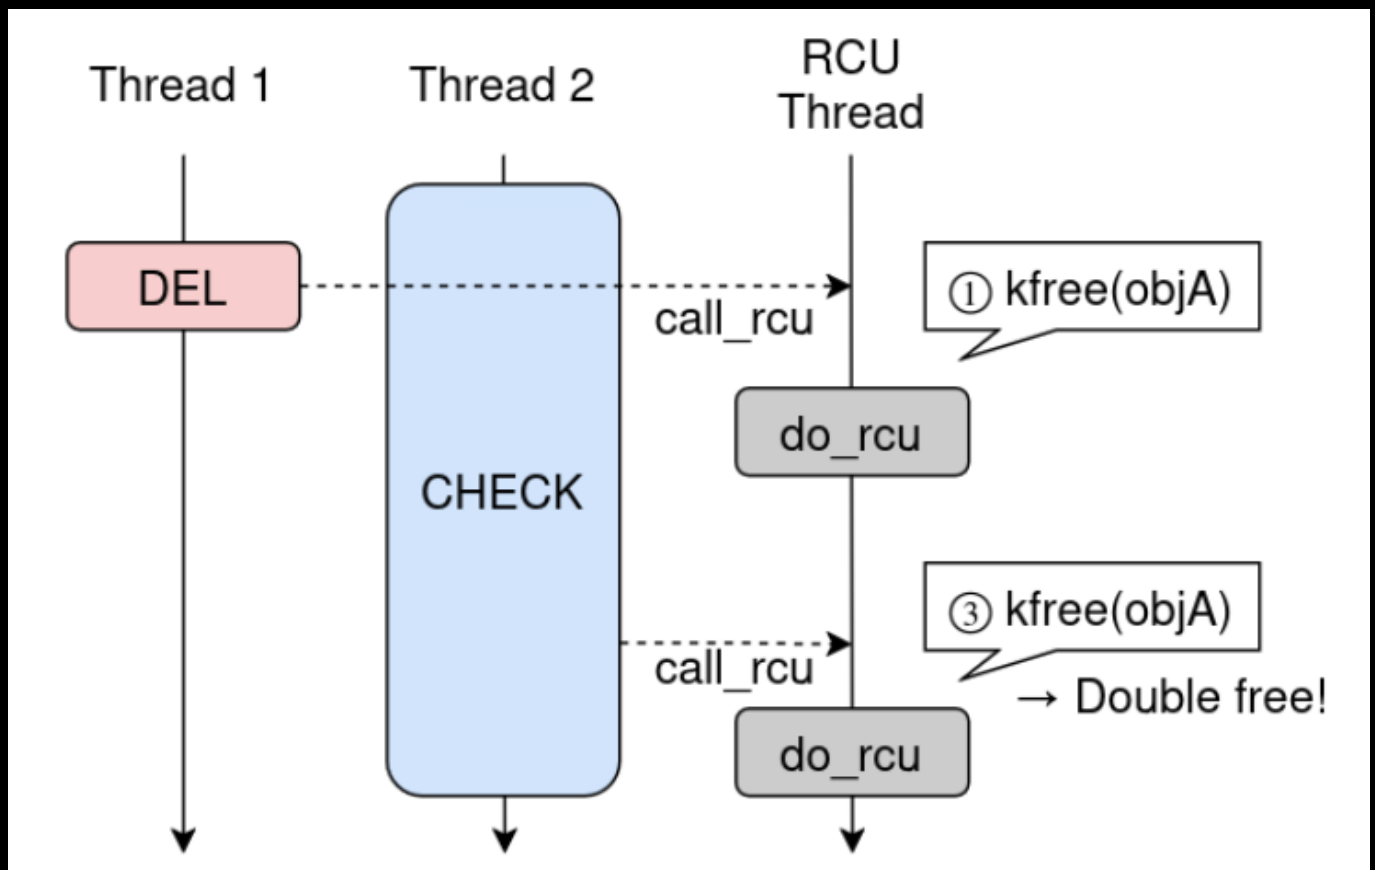 Thread 1
Thread 2
RCU
Thread
DEL
call_rcu
① kfree(objA)
do_rcu
CHECK
③ kfree(objA)
call_rcu
→ Double free!
do_rcu